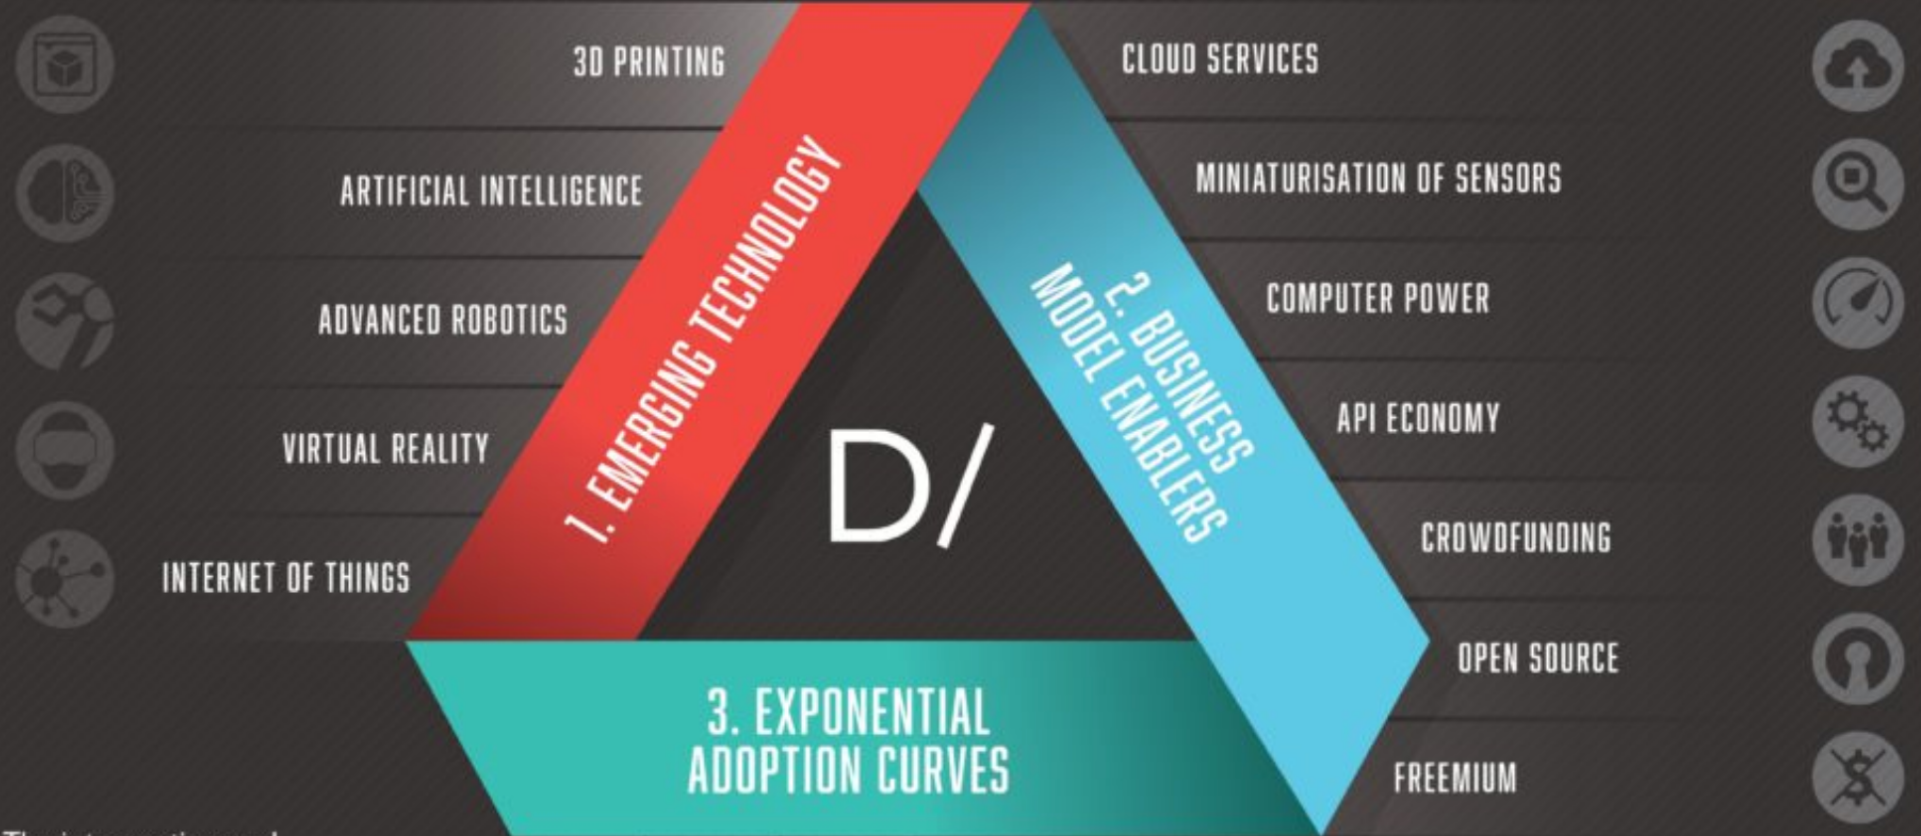 3D PRINTING
ARTIFICIAL INTELLIGENCE
ADVANCED ROBOTICS
VIRTUAL REALITY
INTERNET OF THINGS
1. EMERGING TECHNOLOGY
D/
2. BUSINESS
MODEL ENABLERS
3. EXPONENTIAL
ADOPTION CURVES
CLOUD SERVICES
MINIATURISATION OF SENSORS
COMPUTER POWER
API ECONOMY
CROWDFUNDING
OPEN SOURCE
FREEMIUM
$